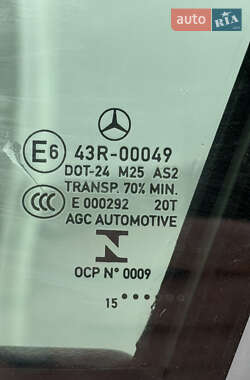 auto RIA
E6 43R-00049
DOT-24 M25 AS2
TRANSP. 70% MIN.
CCC E 000292 20T
AGC AUTOMOTIVE
N
OCP N° 0009
15